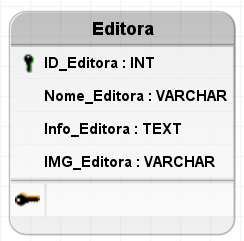 Editora
ID_Editora : INT
Nome_Editora : VARCHAR
Info_Editora : TEXT
IMG_Editora : VARCHAR